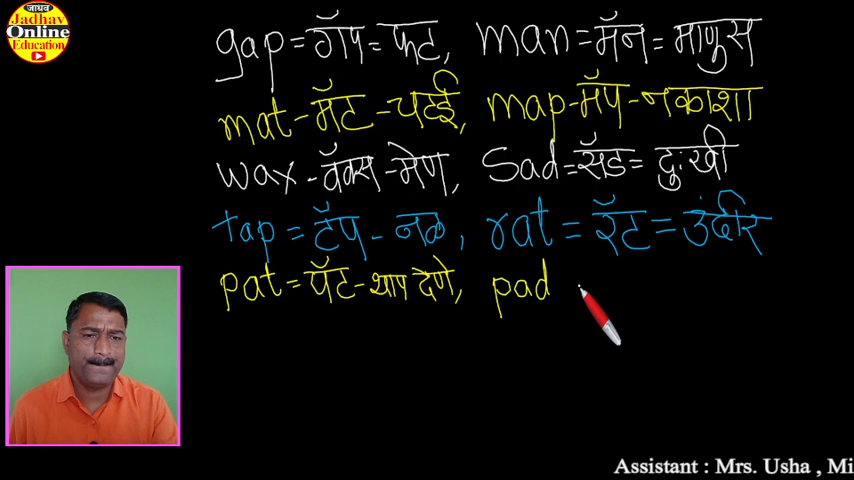 जाधव
Jadhav
Online
Education
gap = गॅप = फट, man = मॅन = माणूस
mat - मॅट - चटई, map - मॅप - नकाशा
wax - वॅक्स - मेण, Sad = सॅड = दुःखी
tap = टॅप - नळ, rat = रॅट = उंदीर
pat = पॅट - थाप देणे, pad
Assistant : Mrs. Usha , Mi